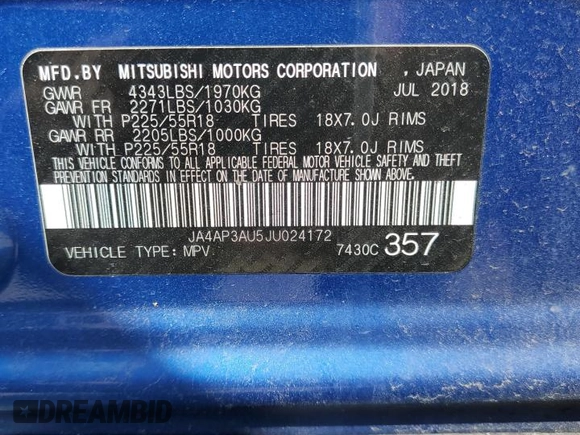 MFD.BY MITSUBISHI MOTORS CORPORATION , JAPAN
GVWR 4343LBS/1970KG JUL 2018
GAWR FR 2271LBS/1030KG
WITH P225/55R18 TIRES 18X7.0J RIMS
GAWR RR 2205LBS/1000KG
WITH P225/55R18 TIRES 18X7.0J RIMS
THIS VEHICLE CONFORMS TO ALL APPLICABLE FEDERAL MOTOR VEHICLE SAFETY AND THEFT
PREVENTION STANDARDS IN EFFECT ON THE DATE OF MANUFACTURE SHOWN ABOVE.
JA4AP3AU5JU024172
VEHICLE TYPE: MPV 7430C 357
DREAMBID